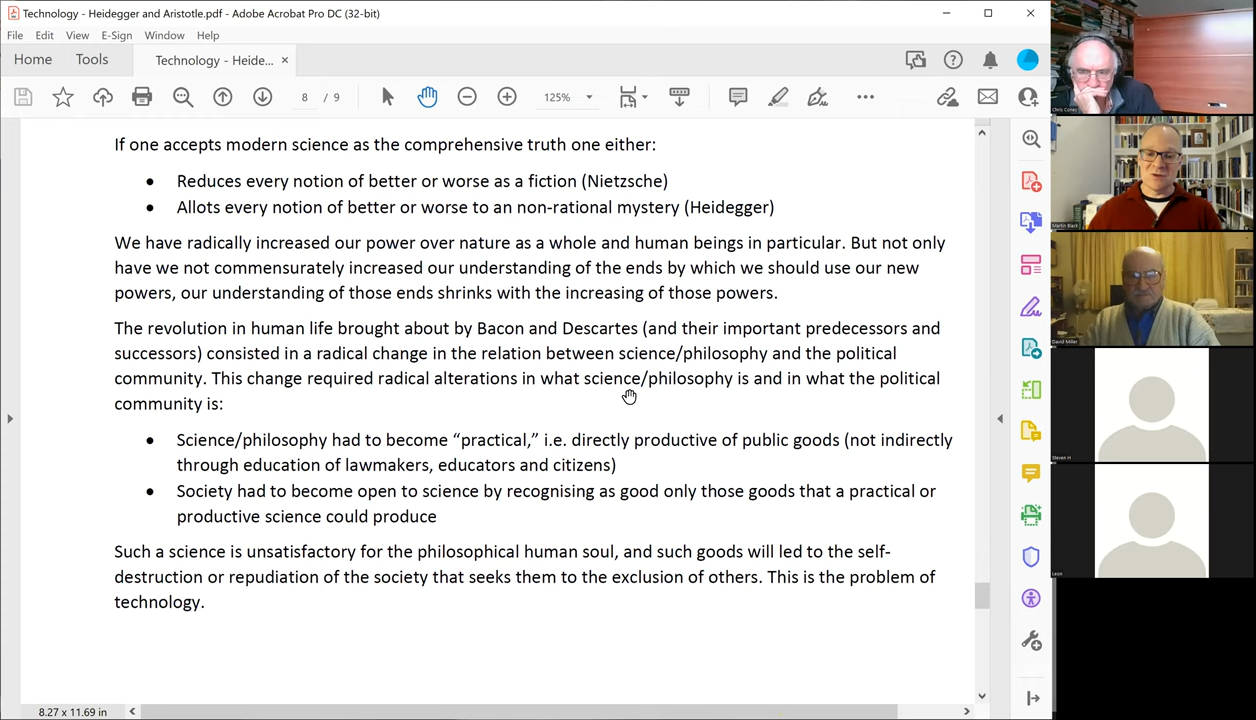 Technology - Heidegger and Aristotle.pdf - Adobe Acrobat Pro DC (32-bit)
File Edit View E-Sign Window Help
Home Tools Technology - Heide... ×
8 / 9 125%
If one accepts modern science as the comprehensive truth one either:
• Reduces every notion of better or worse as a fiction (Nietzsche)
• Allots every notion of better or worse to an non-rational mystery (Heidegger)
We have radically increased our power over nature as a whole and human beings in particular. But not only
have we not commensurately increased our understanding of the ends by which we should use our new
powers, our understanding of those ends shrinks with the increasing of those powers.
The revolution in human life brought about by Bacon and Descartes (and their important predecessors and
successors) consisted in a radical change in the relation between science/philosophy and the political
community. This change required radical alterations in what science/philosophy is and in what the political
community is:
• Science/philosophy had to become “practical,” i.e. directly productive of public goods (not indirectly
through education of lawmakers, educators and citizens)
• Society had to become open to science by recognising as good only those goods that a practical or
productive science could produce
Such a science is unsatisfactory for the philosophical human soul, and such goods will led to the self-
destruction or repudiation of the society that seeks them to the exclusion of others. This is the problem of
technology.
8.27 x 11.69 in
Martin Black
David Miller
Steven H
Leon